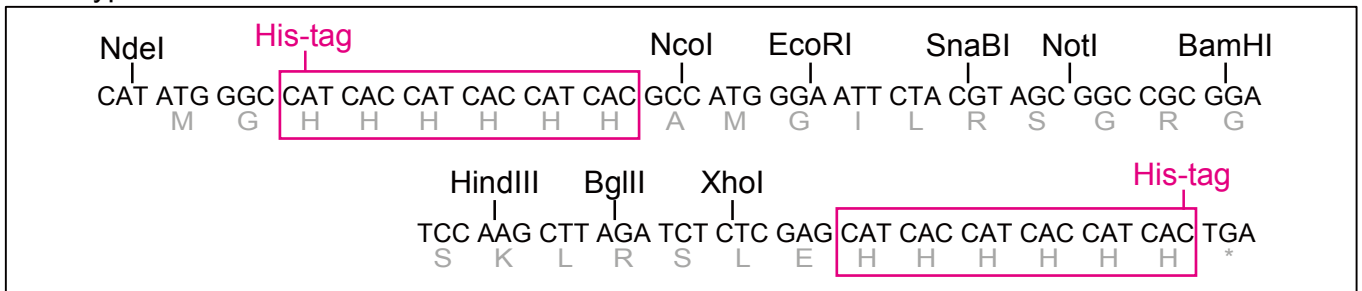 NdeI His-tag NcoI EcoRI SnaBI NotI BamHI
CAT ATG GGC CAT CAC CAT CAC CAT CAC GCC ATG GGA ATT CTA CGT AGC GGC CGC GGA
M G H H H H H H A M G I L R S G R G
HindIII BglII XhoI His-tag
TCC AAG CTT AGA TCT CTC GAG CAT CAC CAT CAC CAT CAC TGA
S K L R S L E H H H H H H *